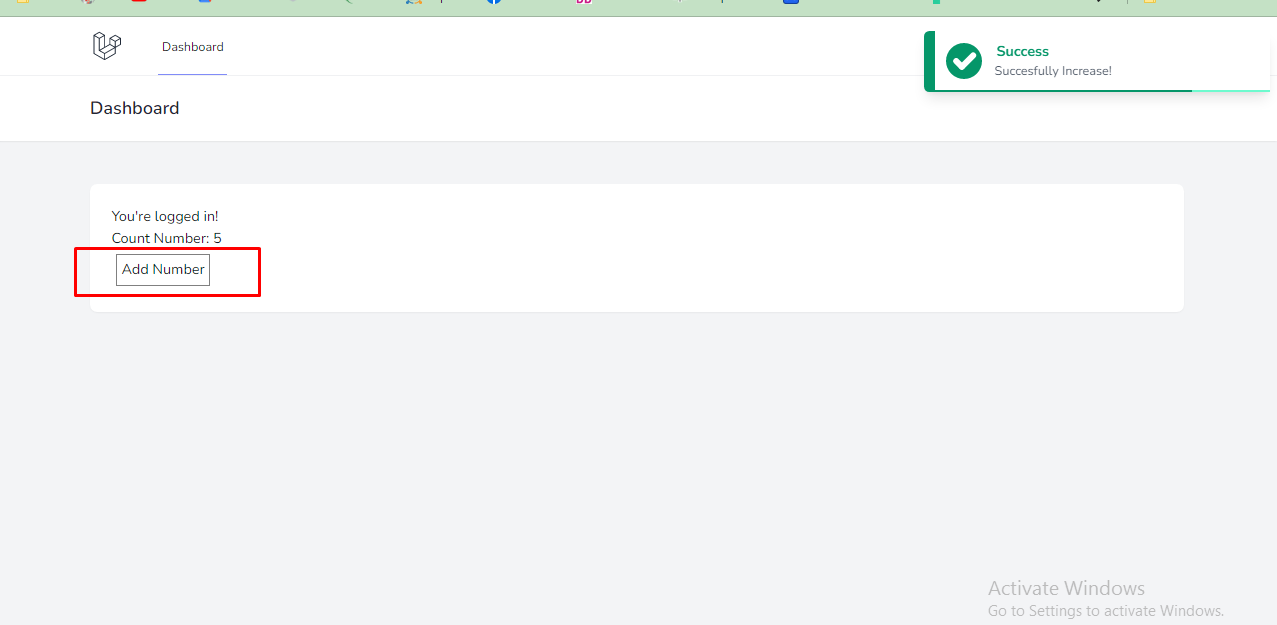 Dashboard
Success
Succesfully Increase!
Dashboard
You're logged in!
Count Number: 5
Add Number
Activate Windows
Go to Settings to activate Windows.